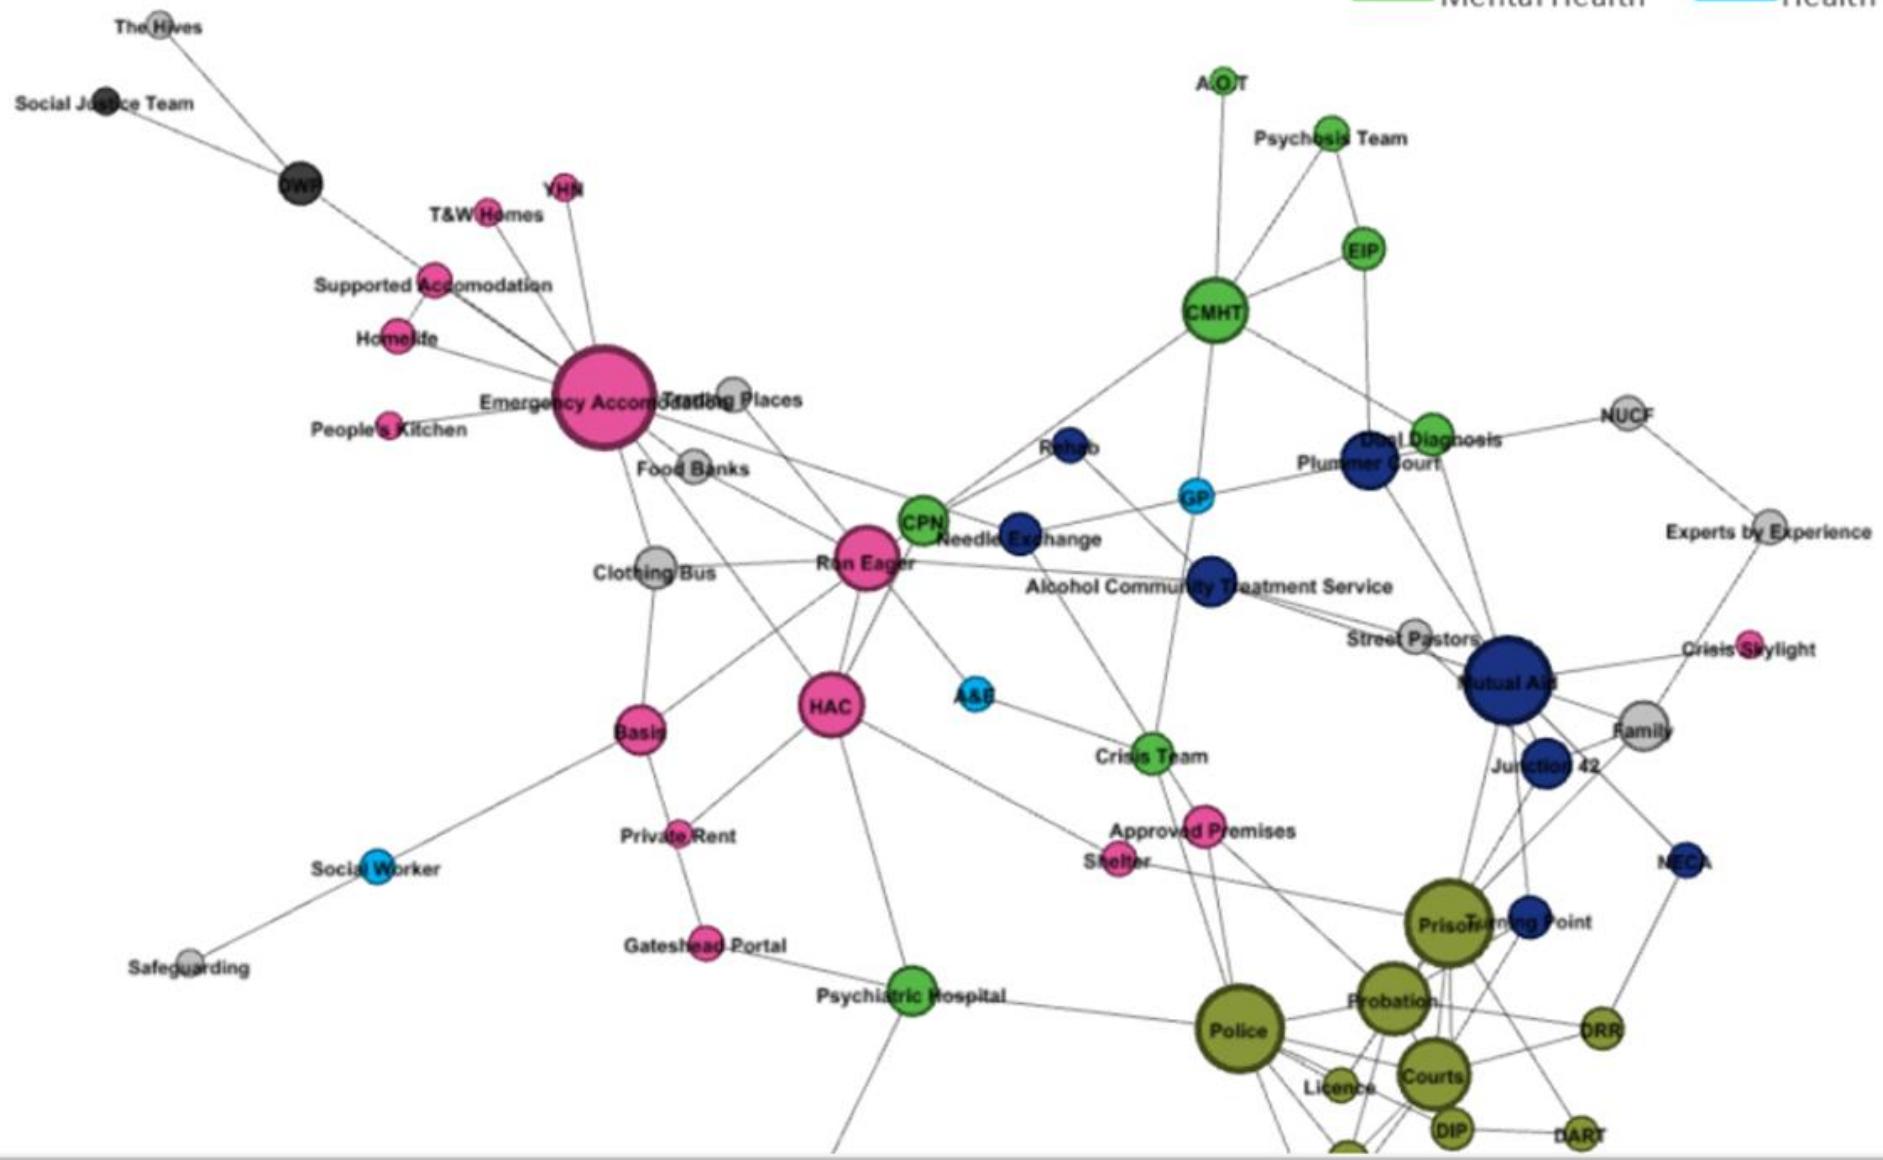 Mental Health
Health
The Hives
A.O.T
Social Justice Team
Psychosis Team
DWP
YHN
T&W Homes
EIP
Supported Accomodation
CMHT
Homelife
Emergency Accomodation
Trading Places
NUCF
People's Kitchen
Rehab
Dual Diagnosis
Plummer Court
Food Banks
GP
CPN
Needle Exchange
Experts by Experience
Run Eager
Clothing Bus
Alcohol Community Treatment Service
Street Pastors
Crisis Skylight
Mutual Aid
A&E
HAC
Basis
Family
Crisis Team
Junction 42
Approved Premises
Private Rent
Shelter
NECA
Social Worker
Prison
Turning Point
Gateshead Portal
Safeguarding
Psychiatric Hospital
Probation
Police
DRR
Courts
Licence
DIP
DART